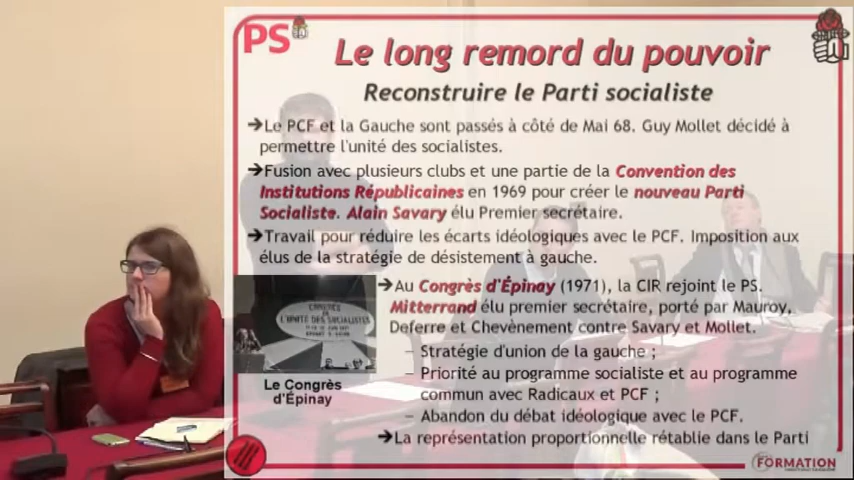 PS
Le long remord du pouvoir
Reconstruire le Parti socialiste
➔Le PCF et la Gauche sont passés à côté de Mai 68. Guy Mollet décidé à
permettre l'unité des socialistes.
➔Fusion avec plusieurs clubs et une partie de la Convention des
Institutions Républicaines en 1969 pour créer le nouveau Parti
Socialiste. Alain Savary élu Premier secrétaire.
➔Travail pour réduire les écarts idéologiques avec le PCF. Imposition aux
élus de la stratégie de désistement à gauche.
➔Au Congrès d'Épinay (1971), la CIR rejoint le PS.
Mitterrand élu premier secrétaire, porté par Mauroy,
Deferre et Chevènement contre Savary et Mollet.
– Stratégie d'union de la gauche ;
– Priorité au programme socialiste et au programme
commun avec Radicaux et PCF ;
– Abandon du débat idéologique avec le PCF.
➔La représentation proportionnelle rétablie dans le Parti
CONGRES
L'UNITE DES SOCIALISTES
Le Congrès
d'Épinay
FORMATION